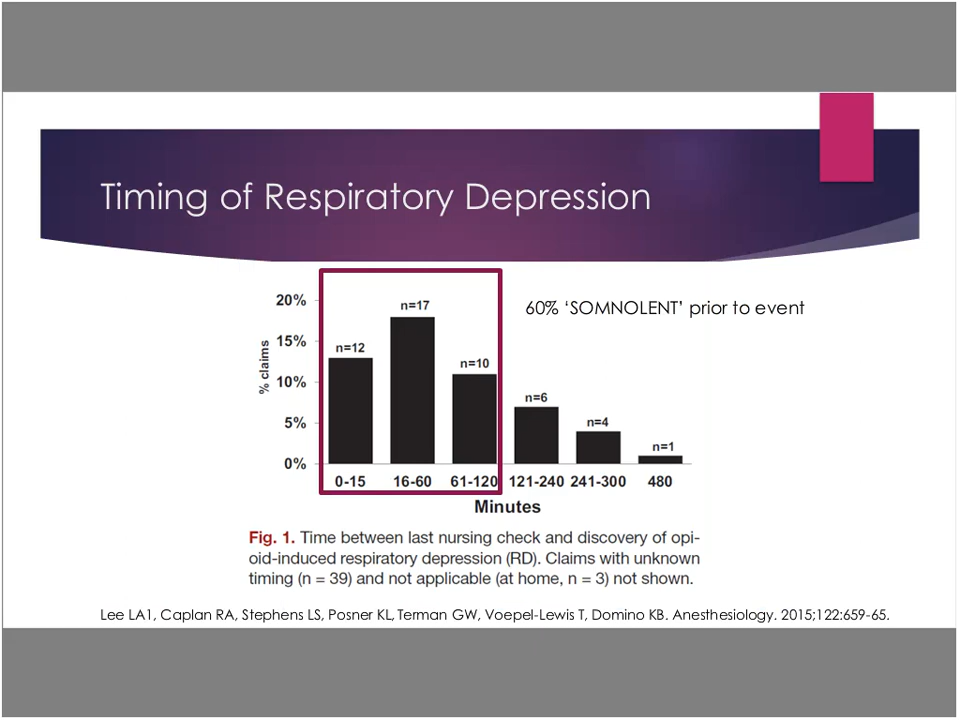 Timing of Respiratory Depression
60% ‘SOMNOLENT’ prior to event
20%
15%
10%
5%
0%
% claims
n=12
n=17
n=10
n=6
n=4
n=1
0-15 16-60 61-120 121-240 241-300 480
Minutes
Fig. 1. Time between last nursing check and discovery of opi-
oid-induced respiratory depression (RD). Claims with unknown
timing (n = 39) and not applicable (at home, n = 3) not shown.
Lee LA1, Caplan RA, Stephens LS, Posner KL, Terman GW, Voepel-Lewis T, Domino KB. Anesthesiology. 2015;122:659-65.